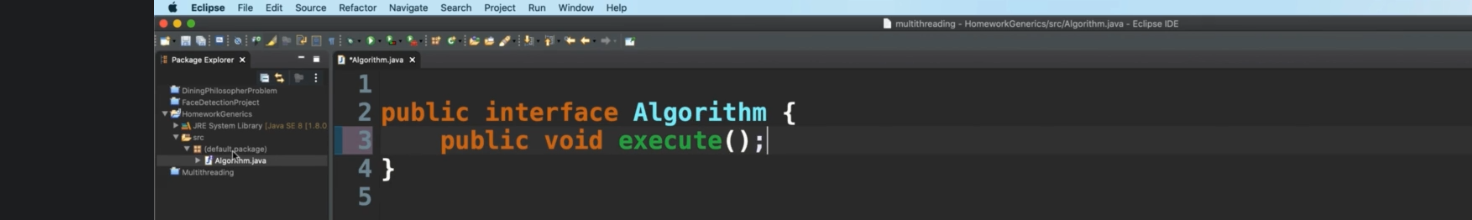 Eclipse File Edit Source Refactor Navigate Search Project Run Window Help
multithreading - HomeworkGenerics/src/Algorithm.java - Eclipse IDE
Package Explorer
*Algorithm.java
DiningPhilosopherProblem
FaceDetectionProject
HomeworkGenerics
JRE System Library [Java SE 8 [1.8.0
src
(default package)
Algorithm.java
Multithreading
1
2 public interface Algorithm {
3 public void execute();
4 }
5